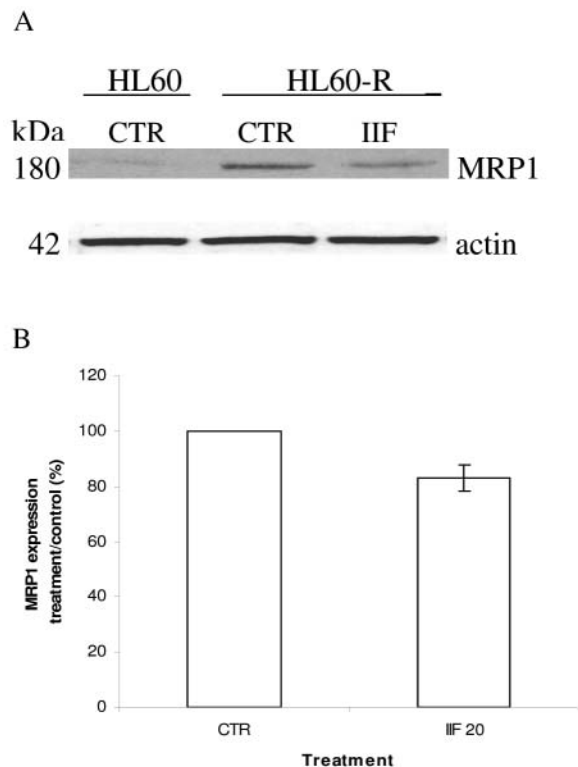 A
HL60 HL60-R
kDa CTR CTR IIF
180 MRP1
42 actin
B
120
100
80
60
40
20
0
MRP1 expression
treatment/control (%)
CTR IIF 20
Treatment